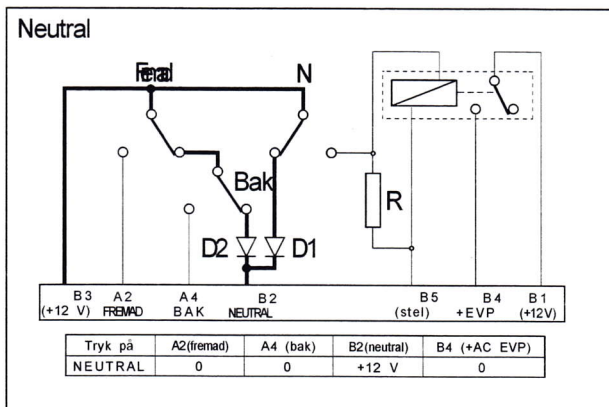 Neutral
Fremad
N
Bak
R
D2
D1
B3 A2 A4 B2 B5 B4 B1
(+12 V) FREMAD BAK NEUTRAL (stel) +EVP (+12V)
Tryk på A2(fremad) A4 (bak) B2(neutral) B4 (+AC EVP)
NEUTRAL 0 0 +12 V 0